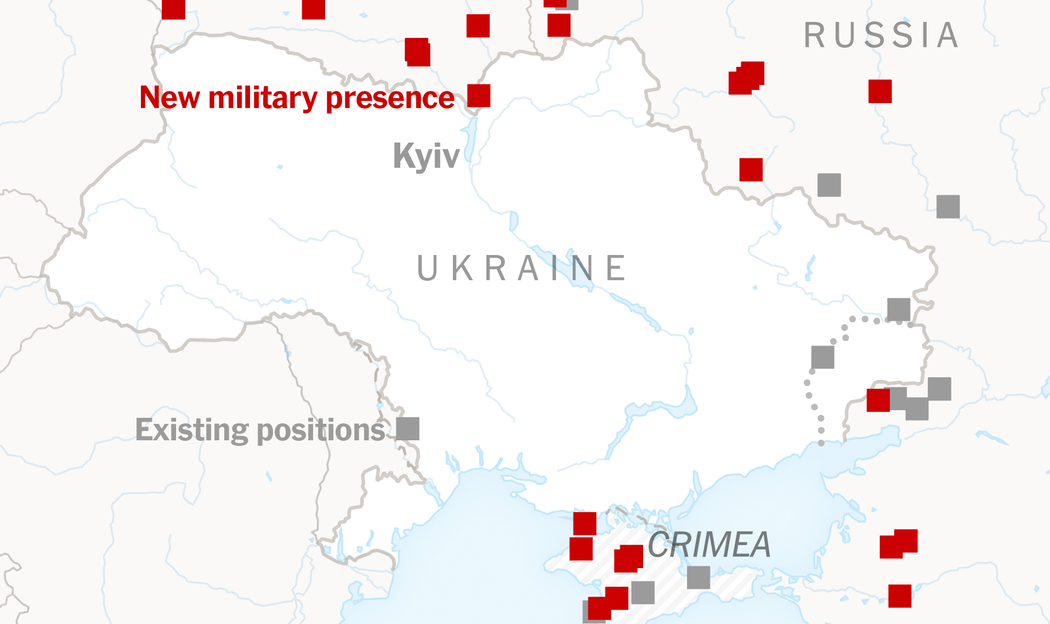 RUSSIA
New military presence
Kyiv
UKRAINE
Existing positions
CRIMEA